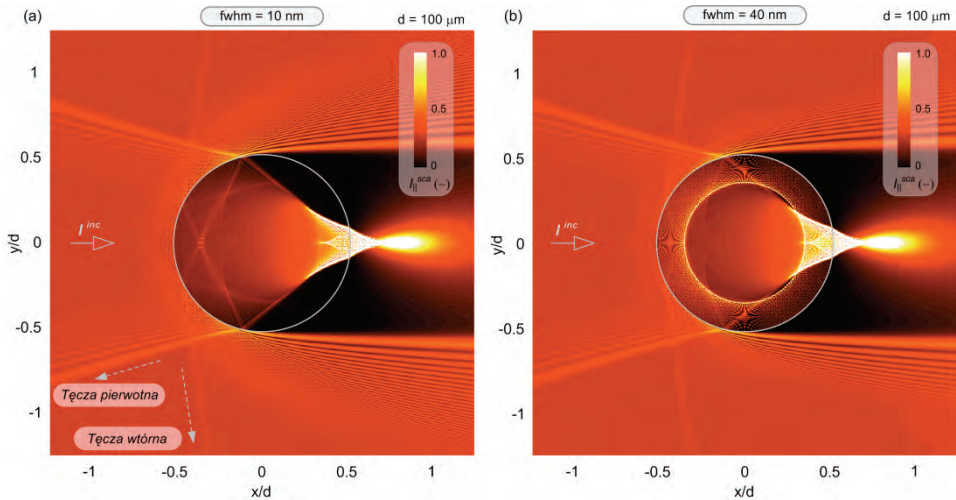 (a)
fwhm = 10 nm
d = 100 µm
1
0.5
0
-0.5
-1
y/d
I inc
1.0
0.5
0
I||sca (–)
Tęcza pierwotna
Tęcza wtórna
-1
-0.5
0
0.5
1
x/d
(b)
fwhm = 40 nm
d = 100 µm
1
0.5
0
-0.5
-1
y/d
I inc
1.0
0.5
0
I||sca (–)
-1
-0.5
0
0.5
1
x/d